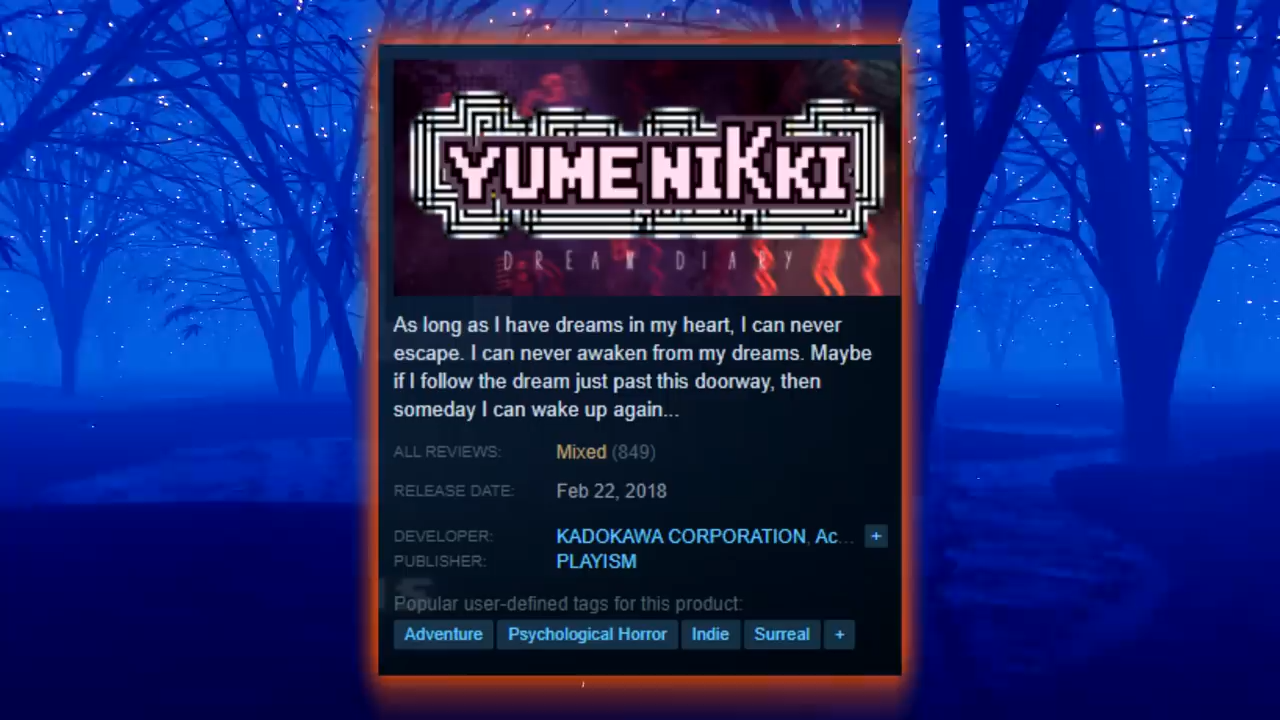 YUME NIKKI
DREAM DIARY
As long as I have dreams in my heart, I can never
escape. I can never awaken from my dreams. Maybe
if I follow the dream just past this doorway, then
someday I can wake up again...
ALL REVIEWS: Mixed (849)
RELEASE DATE: Feb 22, 2018
DEVELOPER: KADOKAWA CORPORATION, Ac... +
PUBLISHER: PLAYISM
Popular user-defined tags for this product:
Adventure Psychological Horror Indie Surreal +